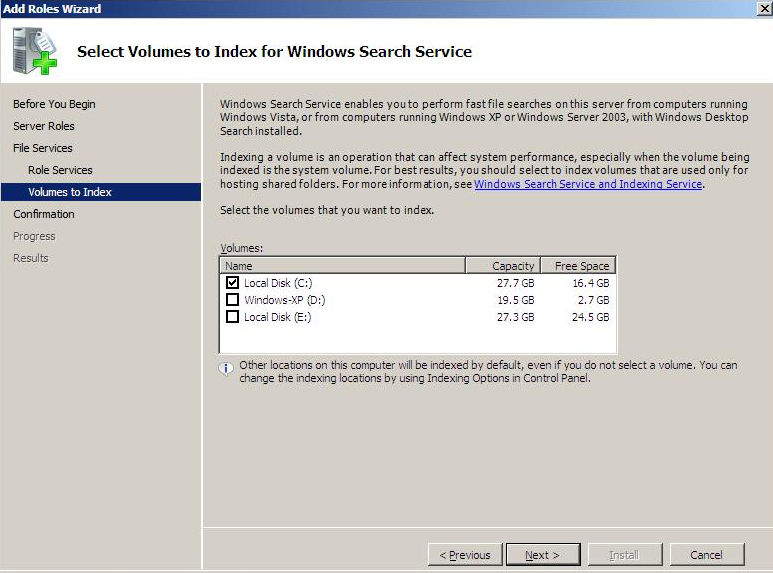 Add Roles Wizard
Select Volumes to Index for Windows Search Service
Before You Begin
Server Roles
File Services
Role Services
Volumes to Index
Confirmation
Progress
Results
Windows Search Service enables you to perform fast file searches on this server from computers running
Windows Vista, or from computers running Windows XP or Windows Server 2003, with Windows Desktop
Search installed.
Indexing a volume is an operation that can affect system performance, especially when the volume being
indexed is the system volume. For best results, you should select to index volumes that are used only for
hosting shared folders. For more information, see Windows Search Service and Indexing Service.
Select the volumes that you want to index.
Volumes:
Name Capacity Free Space
Local Disk (C:) 27.7 GB 16.4 GB
Windows-XP (D:) 19.5 GB 2.7 GB
Local Disk (E:) 27.3 GB 24.5 GB
Other locations on this computer will be indexed by default, even if you do not select a volume. You can
change the indexing locations by using Indexing Options in Control Panel.
< Previous Next > Install Cancel